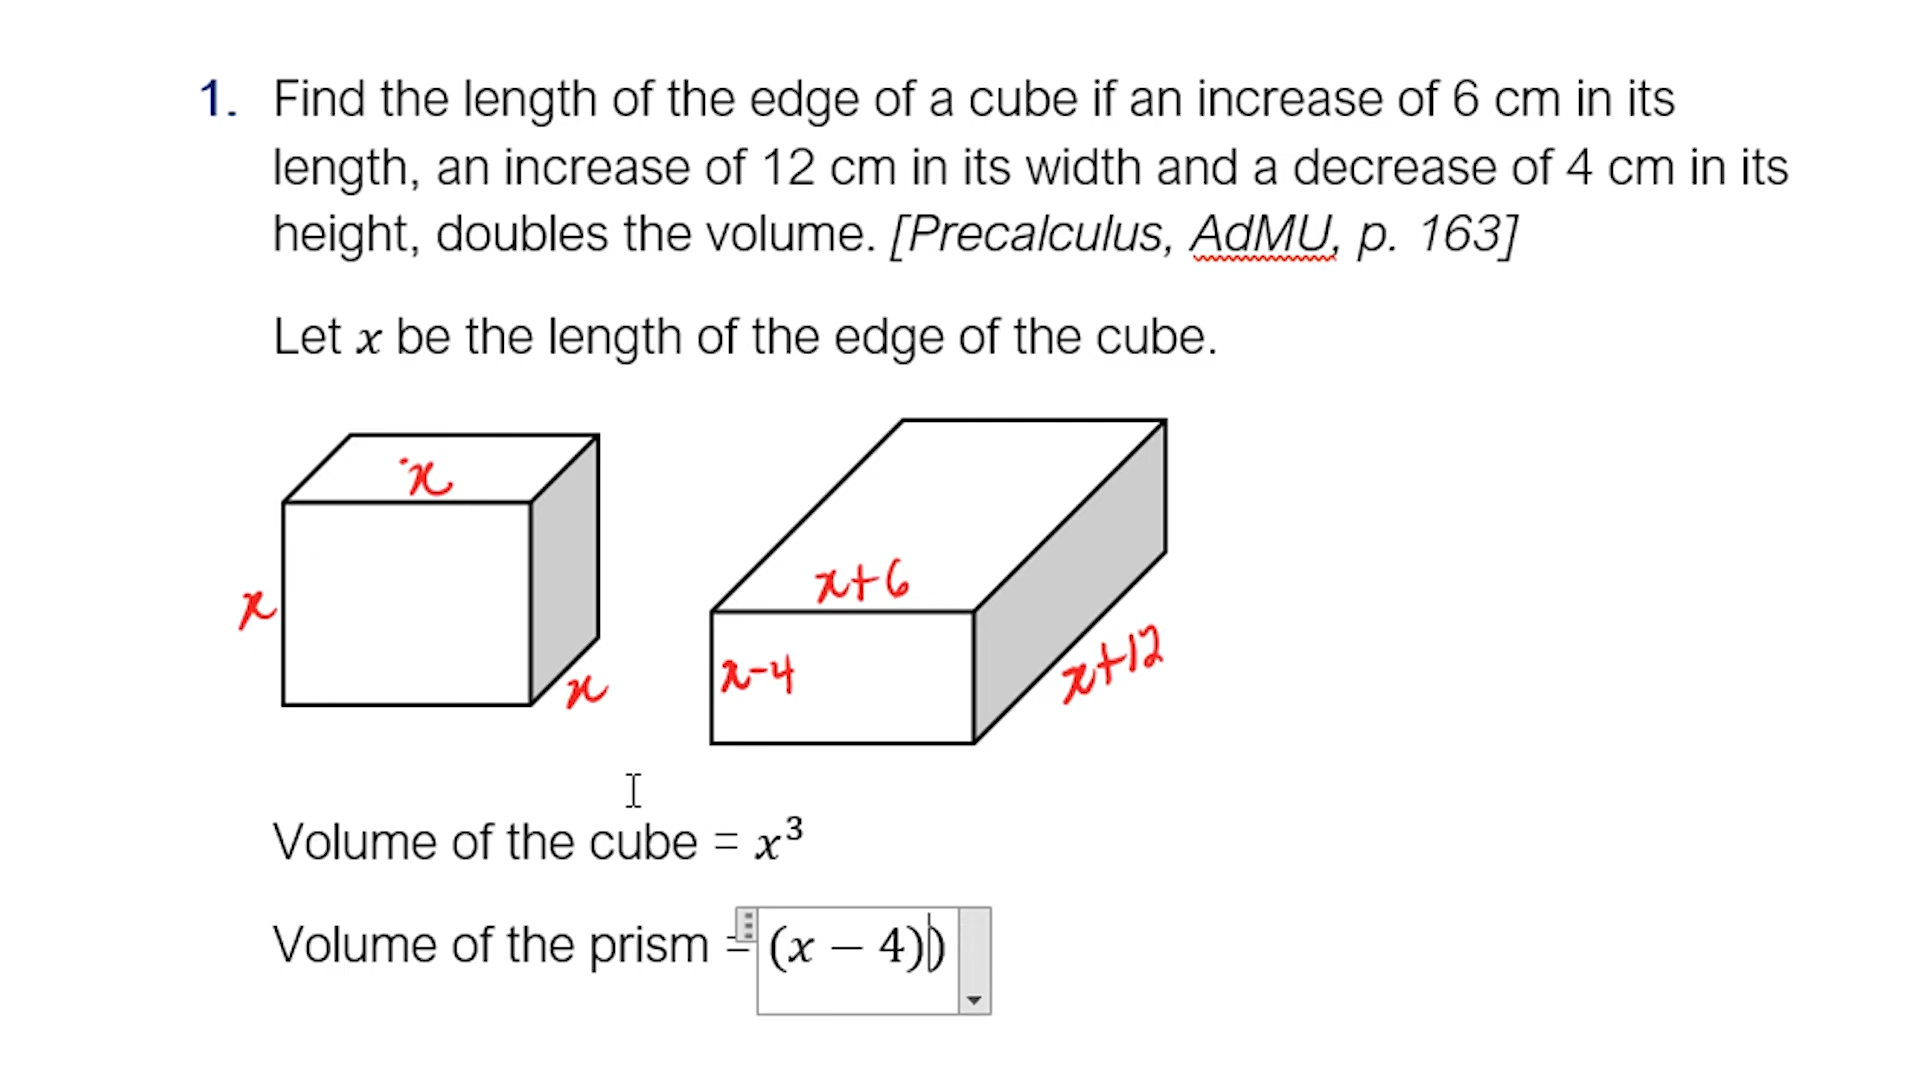 1. Find the length of the edge of a cube if an increase of 6 cm in its
length, an increase of 12 cm in its width and a decrease of 4 cm in its
height, doubles the volume. [Precalculus, AdMU, p. 163]
Let x be the length of the edge of the cube.
x
x
x
x+6
x-4
x+12
Volume of the cube = x³
Volume of the prism = (x − 4))